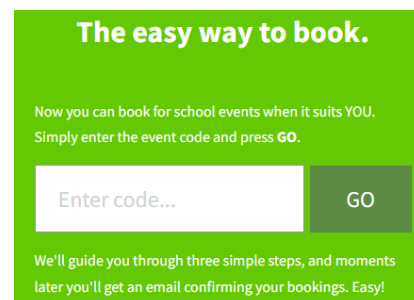 The easy way to book.
Now you can book for school events when it suits YOU.
Simply enter the event code and press GO.
Enter code...
GO
We'll guide you through three simple steps, and moments
later you'll get an email confirming your bookings. Easy!